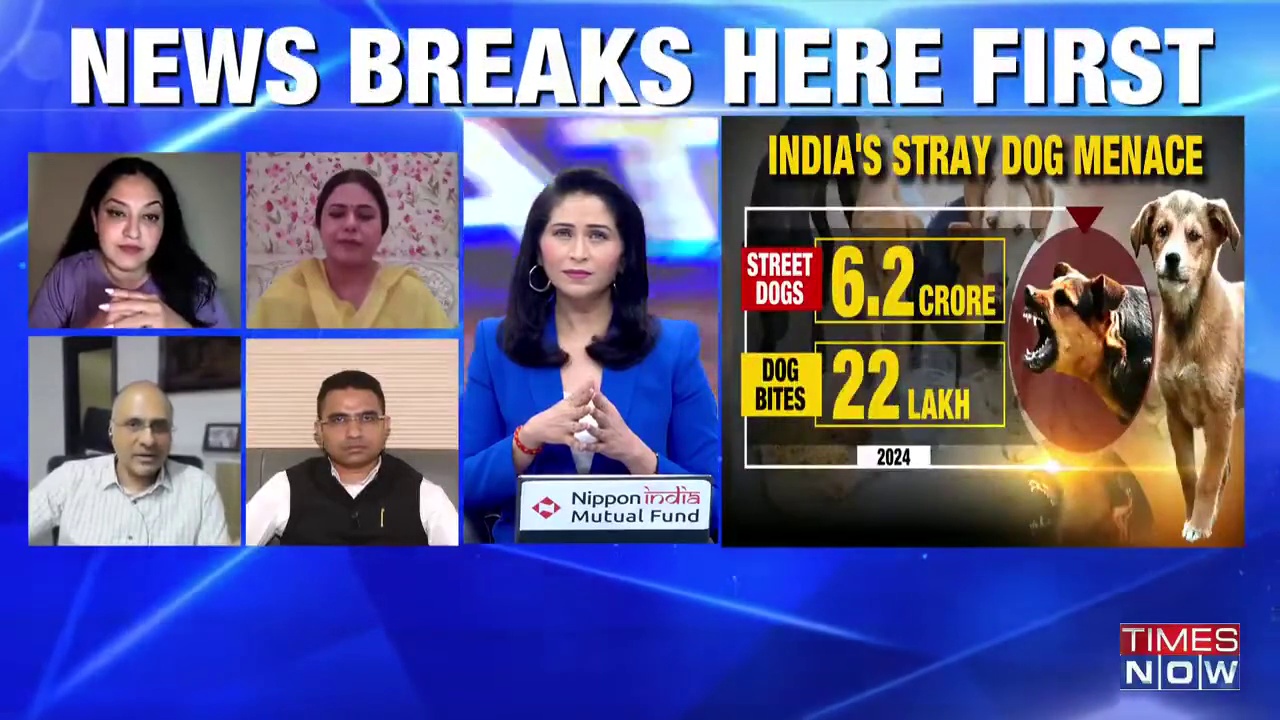 NEWS BREAKS HERE FIRST
INDIA'S STRAY DOG MENACE
STREET
DOGS
6.2 CRORE
DOG
BITES
22 LAKH
2024
Nippon india
Mutual Fund
TIMES
NOW